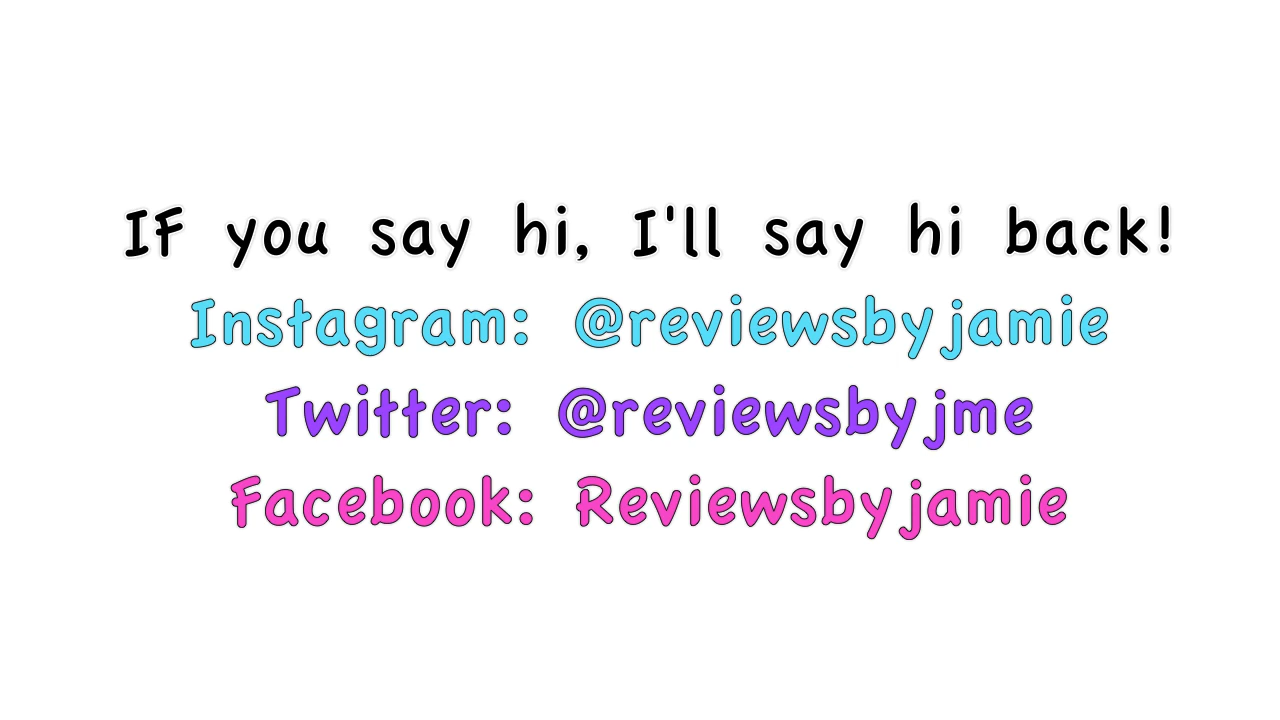 IF you say hi, I'll say hi back!
Instagram: @reviewsbyjamie
Twitter: @reviewsbyjme
Facebook: Reviewsbyjamie